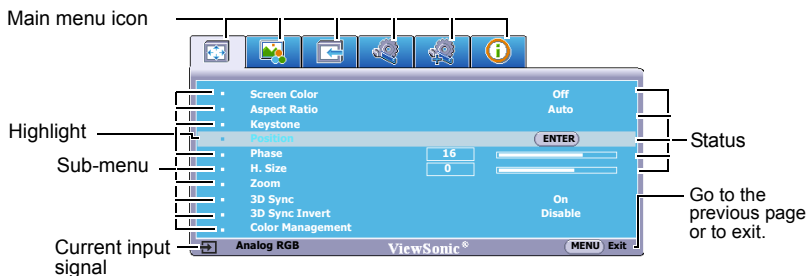 Main menu icon
Screen Color Off
Aspect Ratio Auto
Keystone
Highlight
Position ENTER
Status
Phase 16
Sub-menu
H. Size 0
Zoom
3D Sync On
3D Sync Invert Disable
Color Management
Go to the
previous page
or to exit.
Current input
signal
Analog RGB ViewSonic® MENU Exit